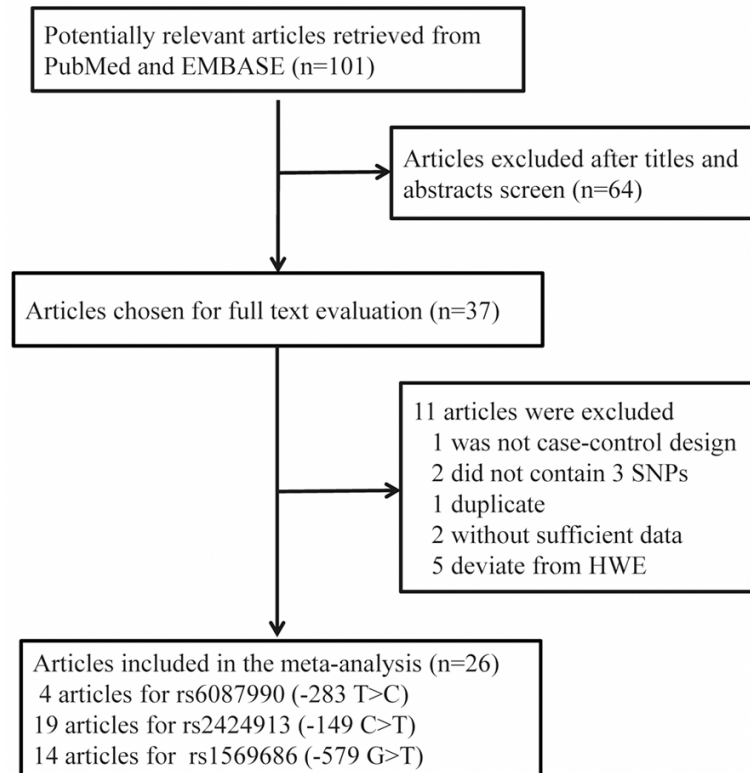 Potentially relevant articles retrieved from
PubMed and EMBASE (n=101)
Articles excluded after titles and
abstracts screen (n=64)
Articles chosen for full text evaluation (n=37)
11 articles were excluded
1 was not case-control design
2 did not contain 3 SNPs
1 duplicate
2 without sufficient data
5 deviate from HWE
Articles included in the meta-analysis (n=26)
4 articles for rs6087990 (-283 T>C)
19 articles for rs2424913 (-149 C>T)
14 articles for rs1569686 (-579 G>T)